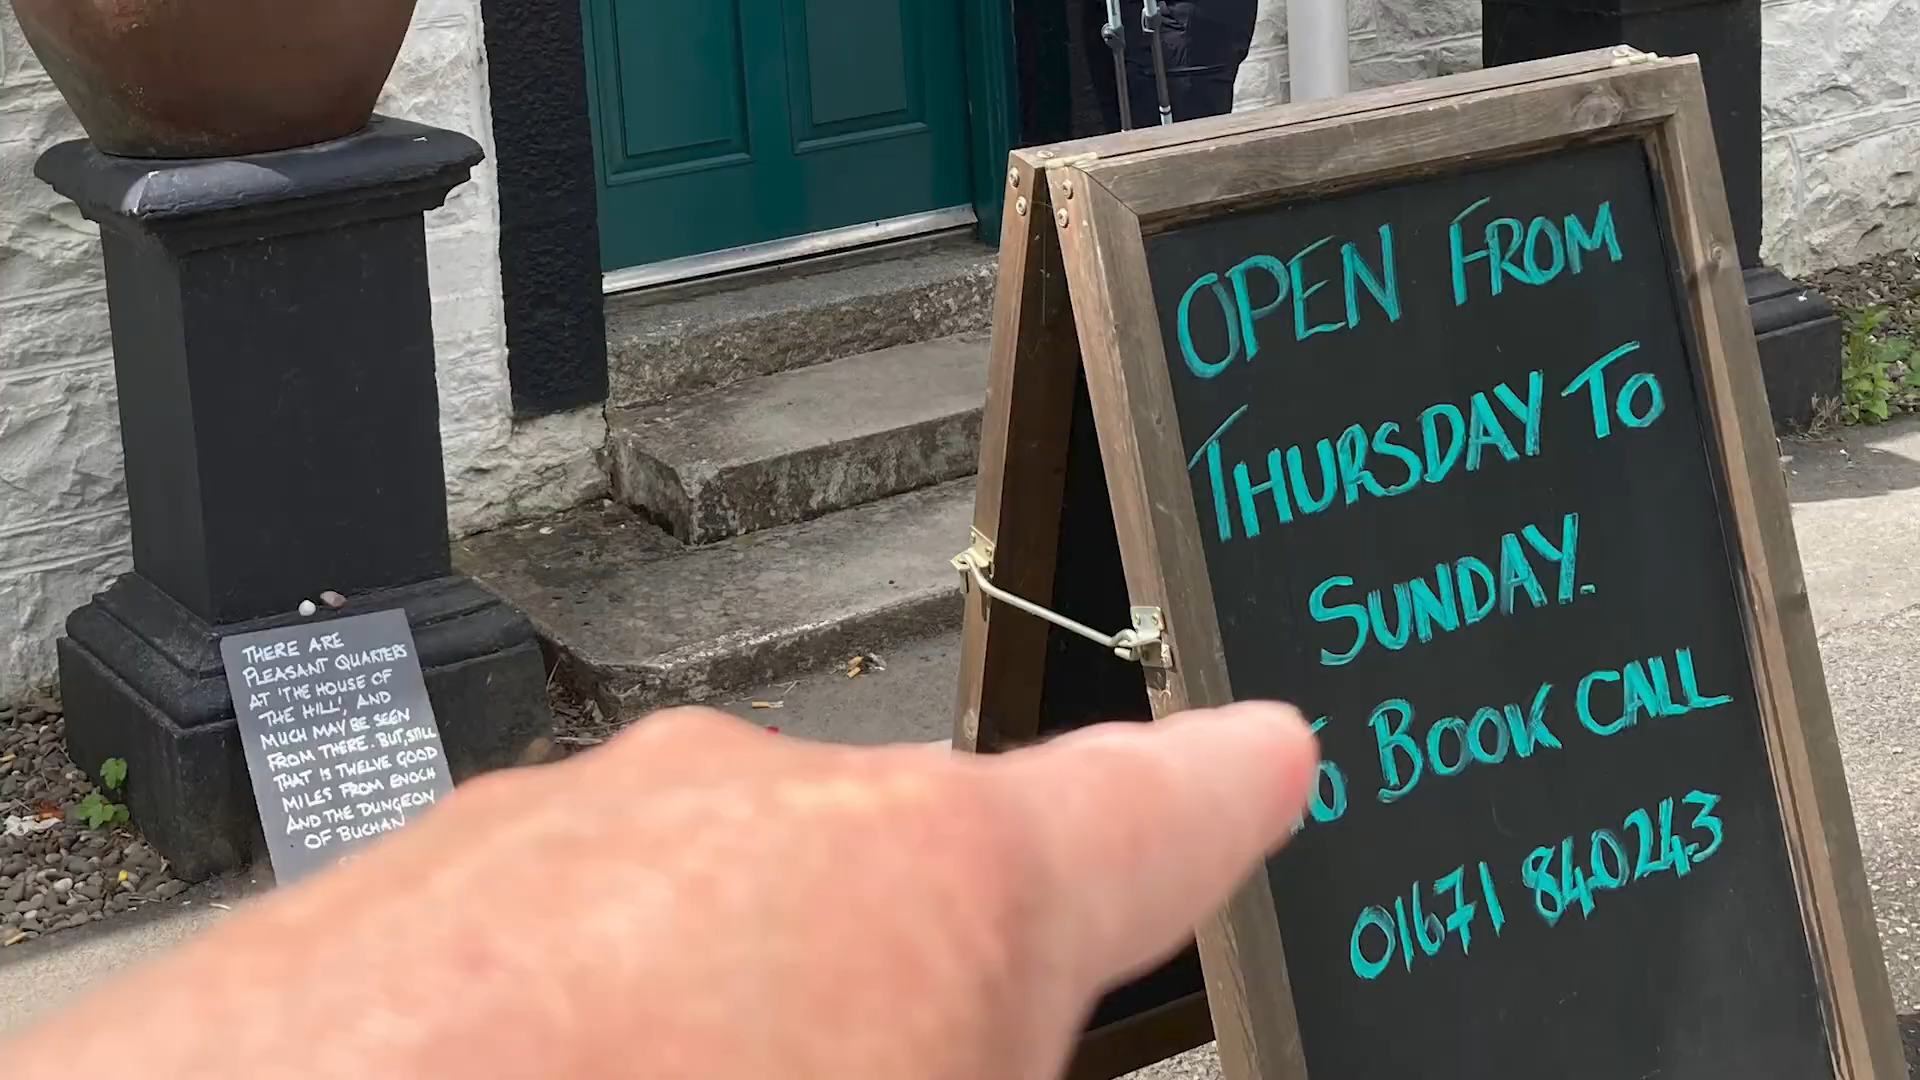 THERE ARE
PLEASANT QUARTERS
AT 'THE HOUSE OF
THE HILL', AND
MUCH MAY BE SEEN
FROM THERE. BUT, STILL
THAT IS TWELVE GOOD
MILES FROM ENOCH
AND THE DUNGEON
OF BUCHAN
OPEN FROM
THURSDAY TO
SUNDAY.
TO BOOK CALL
01671 840243